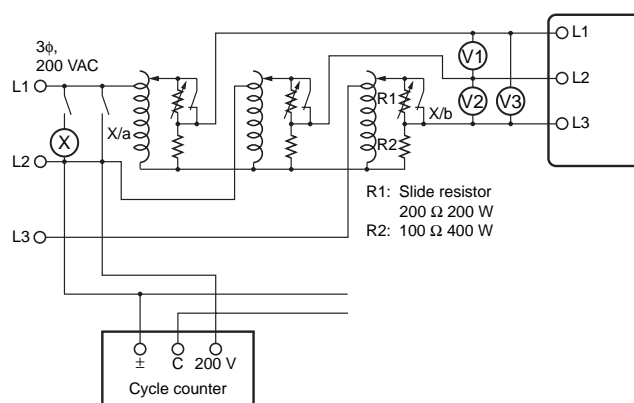 3ϕ,
200 VAC
L1
X
L2
L3
X/a
R1
X/b
R2
V1
V2
V3
L1
L2
L3
R1: Slide resistor
200 Ω 200 W
R2: 100 Ω 400 W
± C 200 V
Cycle counter